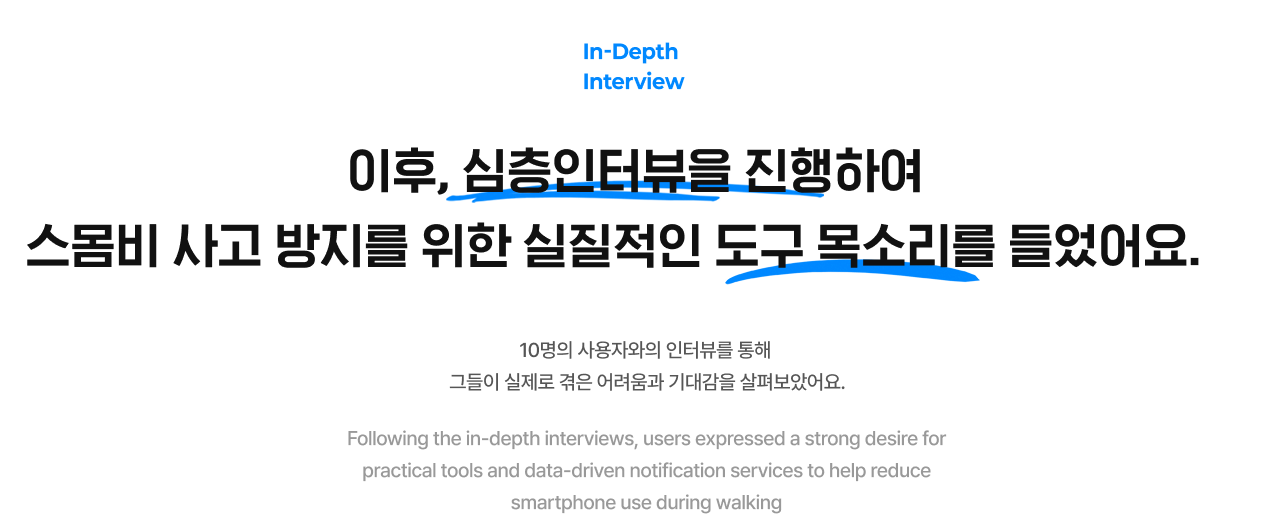 In-Depth
Interview
이후, 심층인터뷰을 진행하여
스몸비 사고 방지를 위한 실질적인 도구 목소리를 들었어요.
10명의 사용자와의 인터뷰를 통해
그들이 실제로 겪은 어려움과 기대감을 살펴보았어요.
Following the in-depth interviews, users expressed a strong desire for
practical tools and data-driven notification services to help reduce
smartphone use during walking